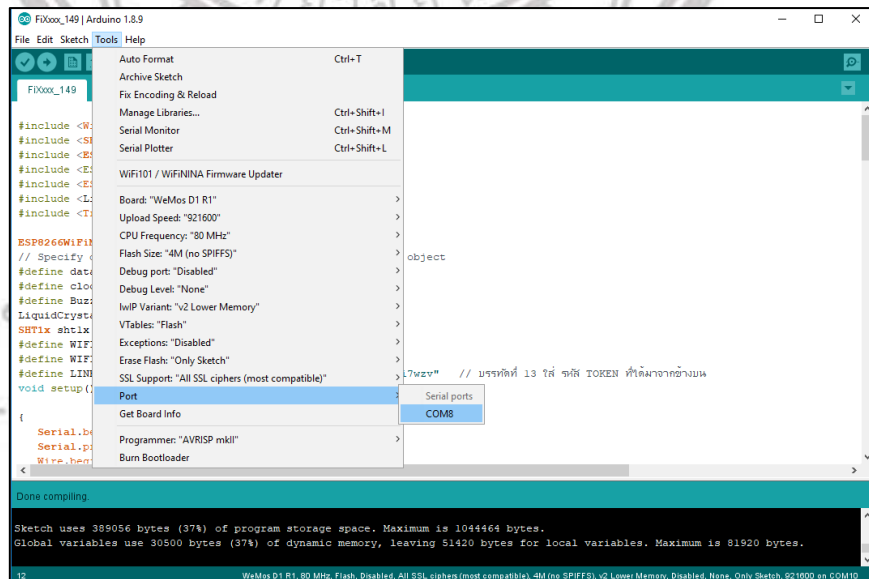 FiXxxx_149 | Arduino 1.8.9
File Edit Sketch Tools Help
FiXxxx_149
Auto Format Ctrl+T
Archive Sketch
Fix Encoding & Reload
Manage Libraries... Ctrl+Shift+I
Serial Monitor Ctrl+Shift+M
Serial Plotter Ctrl+Shift+L
WiFi101 / WiFiNINA Firmware Updater
Board: "WeMos D1 R1"
Upload Speed: "921600"
CPU Frequency: "80 MHz"
Flash Size: "4M (no SPIFFS)"
Debug port: "Disabled"
Debug Level: "None"
lwIP Variant: "v2 Lower Memory"
VTables: "Flash"
Exceptions: "Disabled"
Erase Flash: "Only Sketch"
SSL Support: "All SSL ciphers (most compatible)"
Port
Get Board Info
Programmer: "AVRISP mkII"
Burn Bootloader
Serial ports
COM8
#include <Wi
#include <SH
#include <ES
#include <ES
#include <ES
#include <Li
#include <Ti
ESP8266WiFiM
// Specify object
#define data
#define cloc
#define Buzz
LiquidCrysta
SHT1x sht1x
#define WIFI
#define WIFI
#define LINE i7wzv" // บรรทัดที่ 13 ใส่ รหัส TOKEN ที่ได้มาจากข้างบน
void setup()
{
Serial.be
Serial.pr
Wire.beg
Done compiling.
Sketch uses 389056 bytes (37%) of program storage space. Maximum is 1044464 bytes.
Global variables use 30500 bytes (37%) of dynamic memory, leaving 51420 bytes for local variables. Maximum is 81920 bytes.
12 WeMos D1 R1, 80 MHz, Flash, Disabled, All SSL ciphers (most compatible), 4M (no SPIFFS), v2 Lower Memory, Disabled, None, Only Sketch, 921600 on COM10